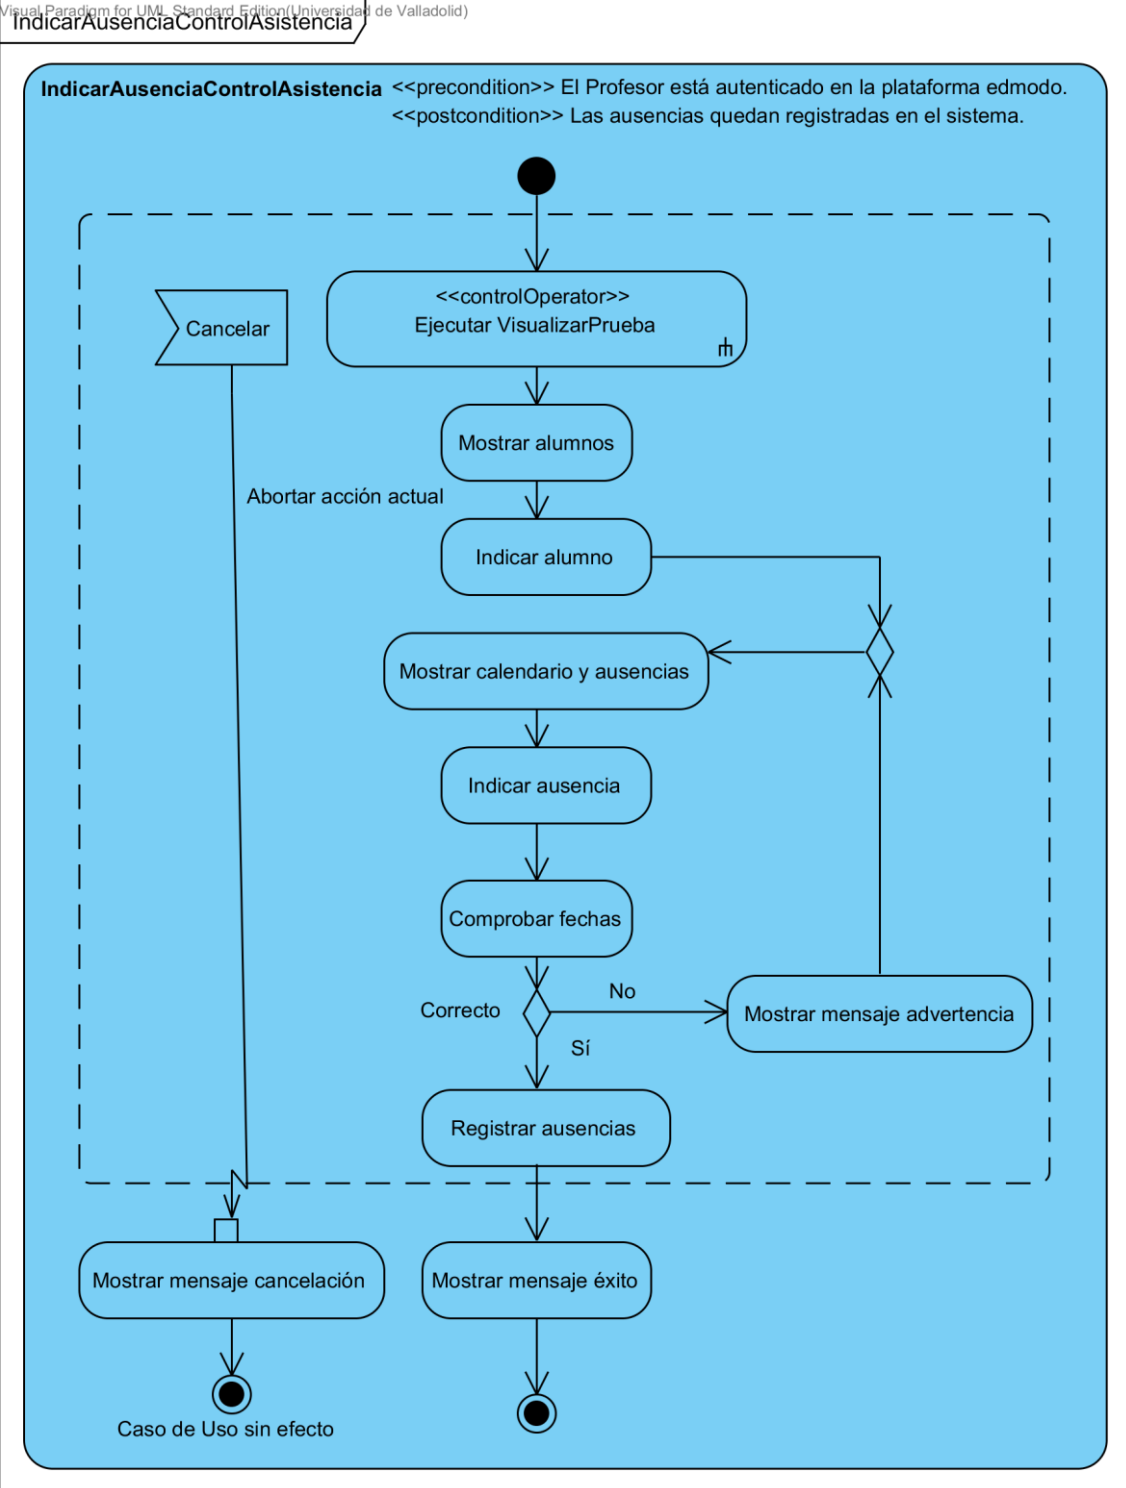 Visual Paradigm for UML Standard Edition(Universidad de Valladolid)
IndicarAusenciaControlAsistencia
IndicarAusenciaControlAsistencia <<precondition>> El Profesor está autenticado en la plataforma edmodo.
<<postcondition>> Las ausencias quedan registradas en el sistema.
<<controlOperator>>
Ejecutar VisualizarPrueba
Cancelar
Mostrar alumnos
Abortar acción actual
Indicar alumno
Mostrar calendario y ausencias
Indicar ausencia
Comprobar fechas
Correcto
No
Mostrar mensaje advertencia
Sí
Registrar ausencias
Mostrar mensaje cancelación
Mostrar mensaje éxito
Caso de Uso sin efecto